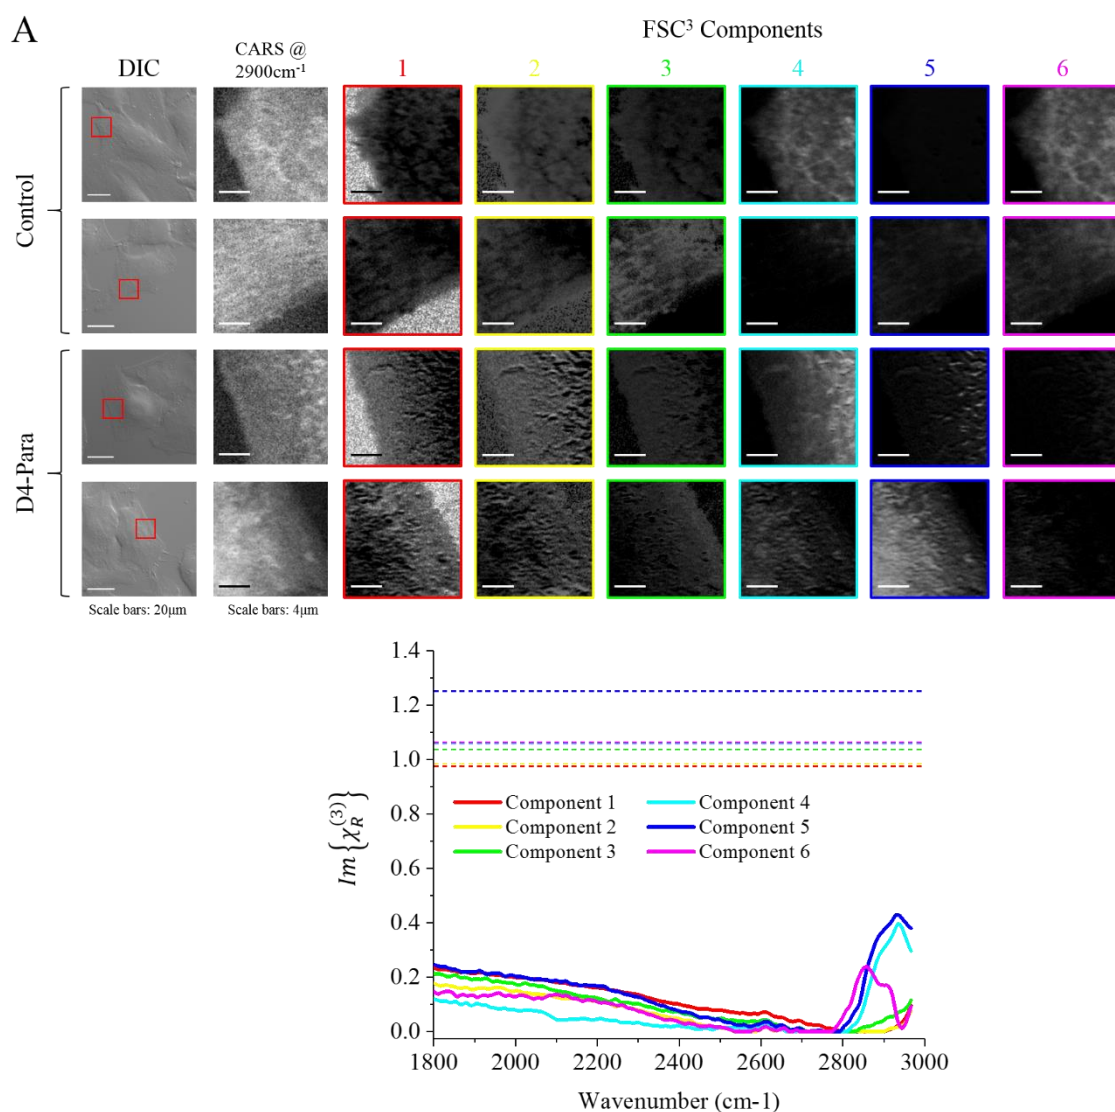 A
FSC³ Components
DIC
CARS @
2900cm⁻¹
1
2
3
4
5
6
Control
D4-Para
Scale bars: 20μm
Scale bars: 4μm
1.4
1.2
1.0
0.8
0.6
0.4
0.2
0.0
Im{χ_R^(3)}
Component 1
Component 2
Component 3
Component 4
Component 5
Component 6
1800
2000
2200
2400
2600
2800
3000
Wavenumber (cm-1)